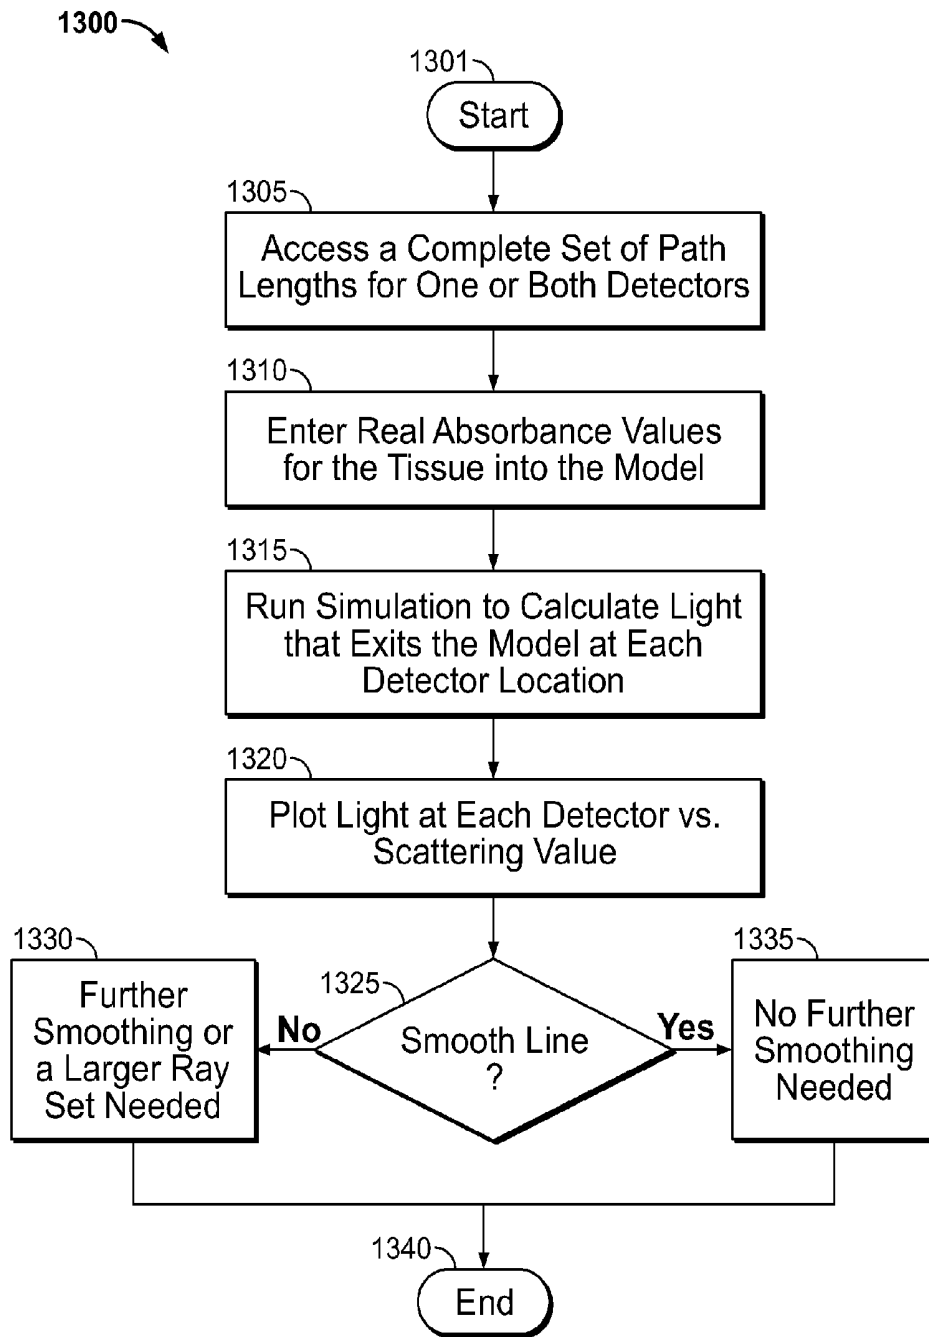 1300
1301
Start
1305
Access a Complete Set of Path
Lengths for One or Both Detectors
1310
Enter Real Absorbance Values
for the Tissue into the Model
1315
Run Simulation to Calculate Light
that Exits the Model at Each
Detector Location
1320
Plot Light at Each Detector vs.
Scattering Value
1330
Further
Smoothing or
a Larger Ray
Set Needed
No
1325
Smooth Line
?
Yes
1335
No Further
Smoothing
Needed
1340
End